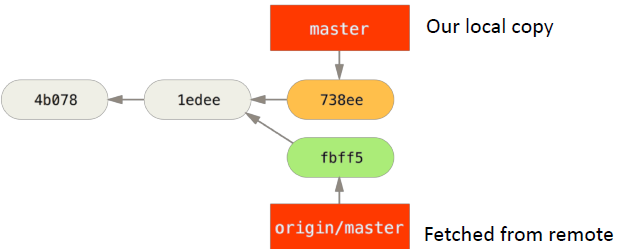 master
Our local copy
4b078
1edee
738ee
fbff5
origin/master
Fetched from remote